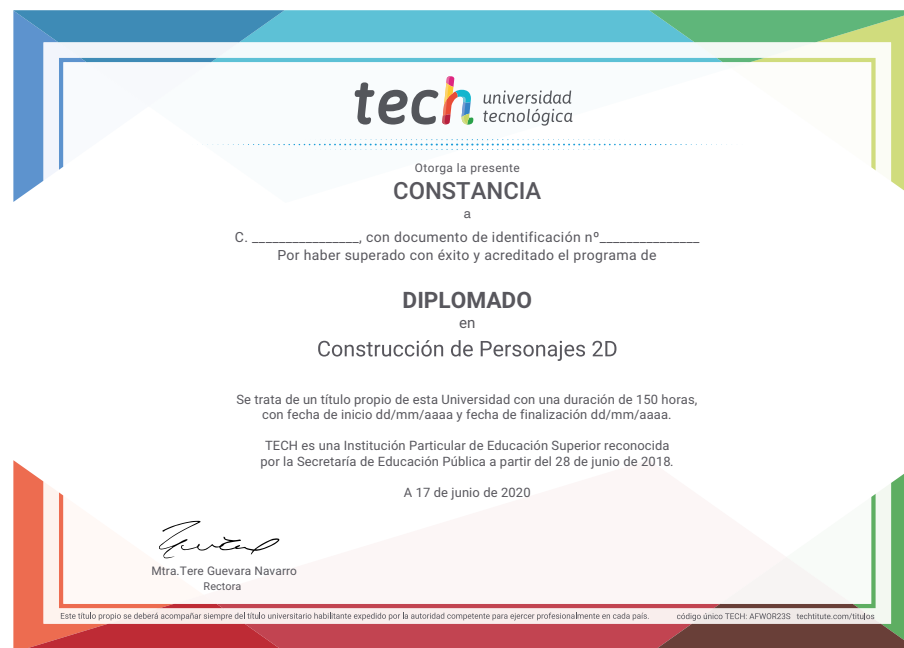 tech universidad
tecnológica
Otorga la presente
CONSTANCIA
a
C. ________________, con documento de identificación nº_______________
Por haber superado con éxito y acreditado el programa de
DIPLOMADO
en
Construcción de Personajes 2D
Se trata de un título propio de esta Universidad con una duración de 150 horas,
con fecha de inicio dd/mm/aaaa y fecha de finalización dd/mm/aaaa.
TECH es una Institución Particular de Educación Superior reconocida
por la Secretaría de Educación Pública a partir del 28 de junio de 2018.
A 17 de junio de 2020
Mtra.Tere Guevara Navarro
Rectora
Este título propio se deberá acompañar siempre del título universitario habilitante expedido por la autoridad competente para ejercer profesionalmente en cada país. código único TECH: AFWOR23S techtitute.com/titulos